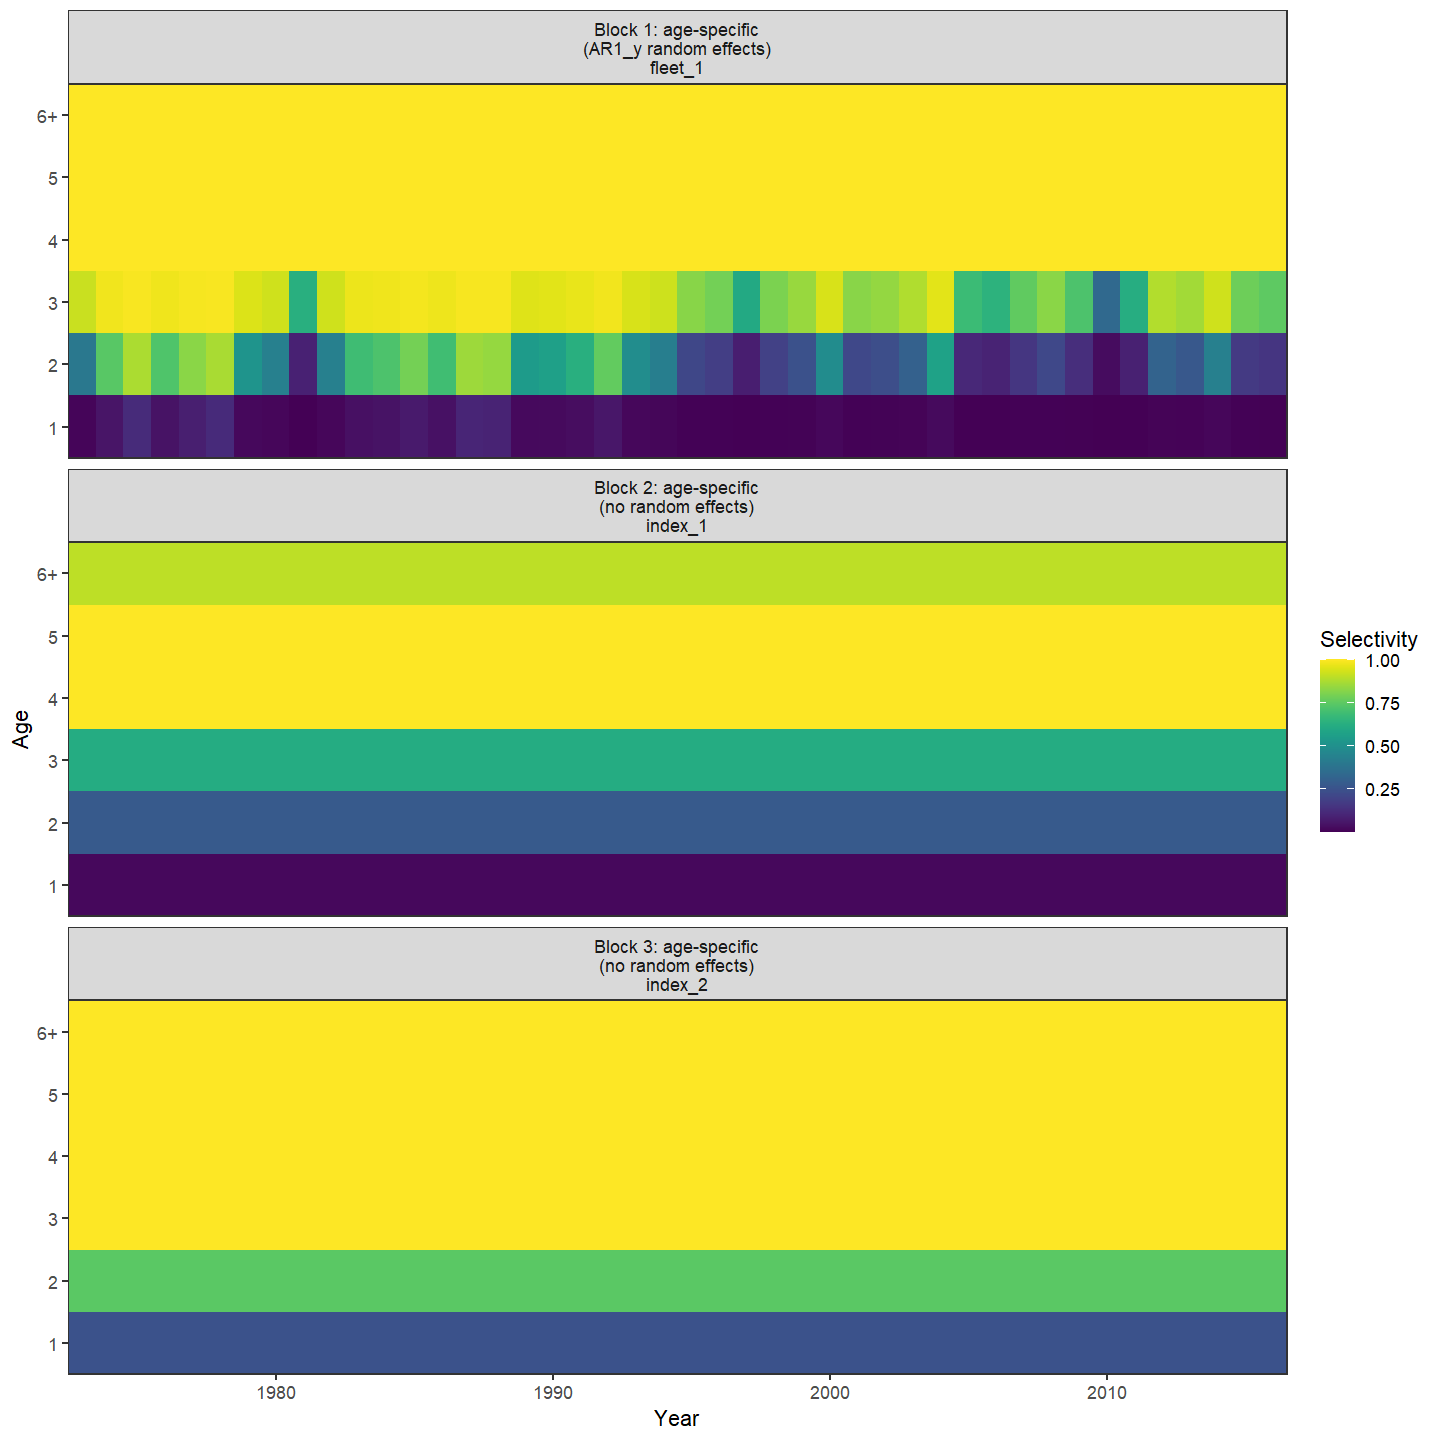 Block 1: age-specific
(AR1_y random effects)
fleet_1
6+
5
4
3
2
1
Block 2: age-specific
(no random effects)
index_1
6+
5
4
3
2
1
Block 3: age-specific
(no random effects)
index_2
6+
5
4
3
2
1
Age
1980
1990
2000
2010
Year
Selectivity
1.00
0.75
0.50
0.25